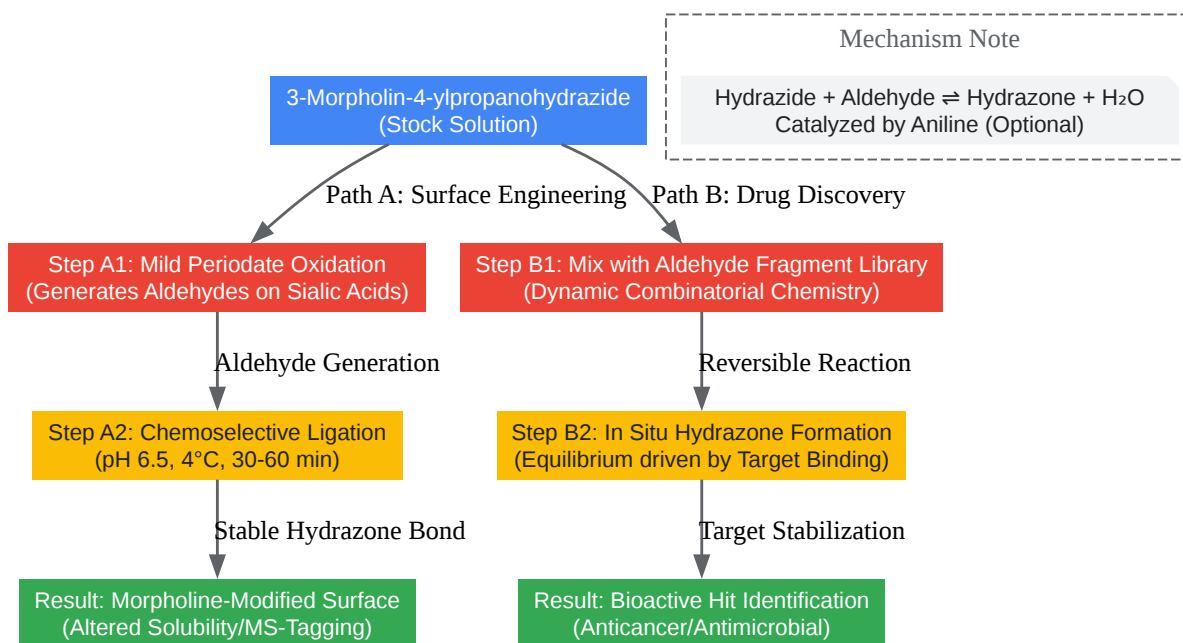 Mechanism Note
3-Morpholin-4-ylpropanohydrazide
(Stock Solution)
Hydrazide + Aldehyde ⇌ Hydrazone + H₂O
Catalyzed by Aniline (Optional)
Path A: Surface Engineering
Path B: Drug Discovery
Step A1: Mild Periodate Oxidation
(Generates Aldehydes on Sialic Acids)
Step B1: Mix with Aldehyde Fragment Library
(Dynamic Combinatorial Chemistry)
Aldehyde Generation
Reversible Reaction
Step A2: Chemoselective Ligation
(pH 6.5, 4°C, 30-60 min)
Step B2: In Situ Hydrazone Formation
(Equilibrium driven by Target Binding)
Stable Hydrazone Bond
Target Stabilization
Result: Morpholine-Modified Surface
(Altered Solubility/MS-Tagging)
Result: Bioactive Hit Identification
(Anticancer/Antimicrobial)